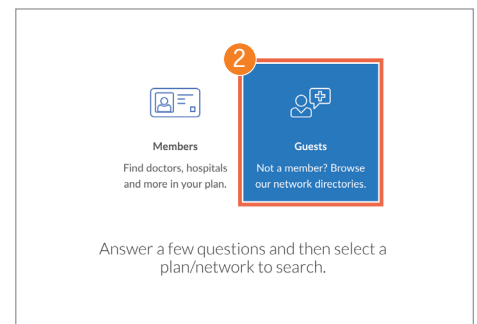 2
Members
Find doctors, hospitals
and more in your plan.
Guests
Not a member? Browse
our network directories.
Answer a few questions and then select a
plan/network to search.